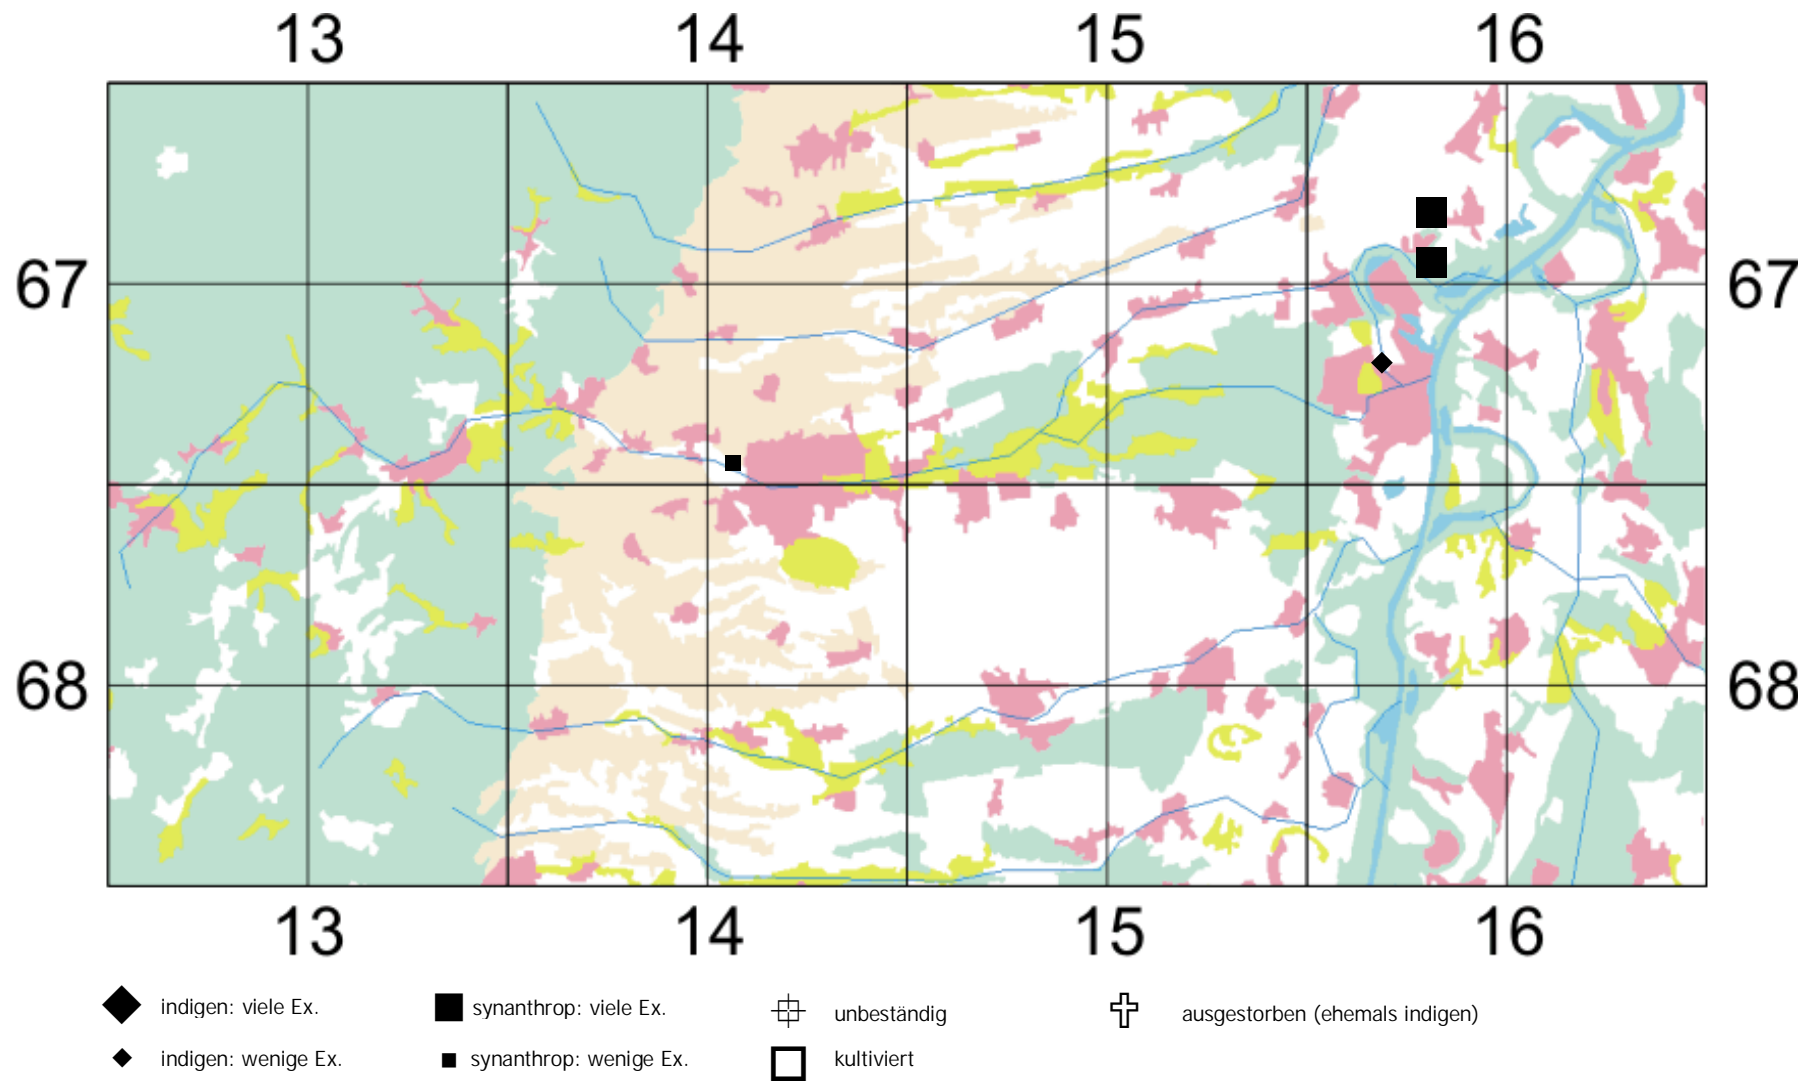 13 14 15 16
67 67
68 68
13 14 15 16
indigen: viele Ex. synanthrop: viele Ex. unbeständig ausgestorben (ehemals indigen)
indigen: wenige Ex. synanthrop: wenige Ex. kultiviert